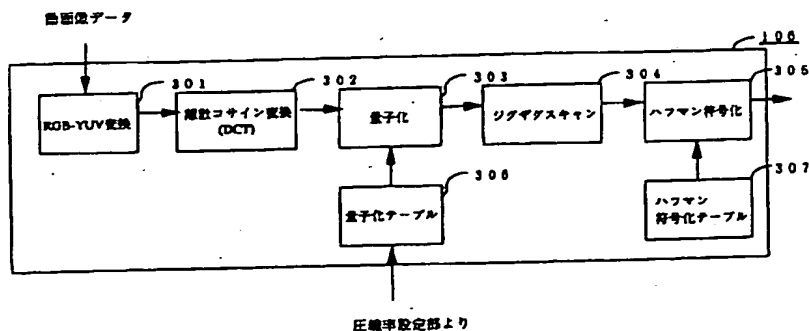 動画像データ
106
301
302
303
304
305
RGB-YUV変換
離散コサイン変換
(DCT)
量子化
ジグザグスキャン
ハフマン符号化
306
307
量子化テーブル
ハフマン
符号化テーブル
圧縮率設定部より